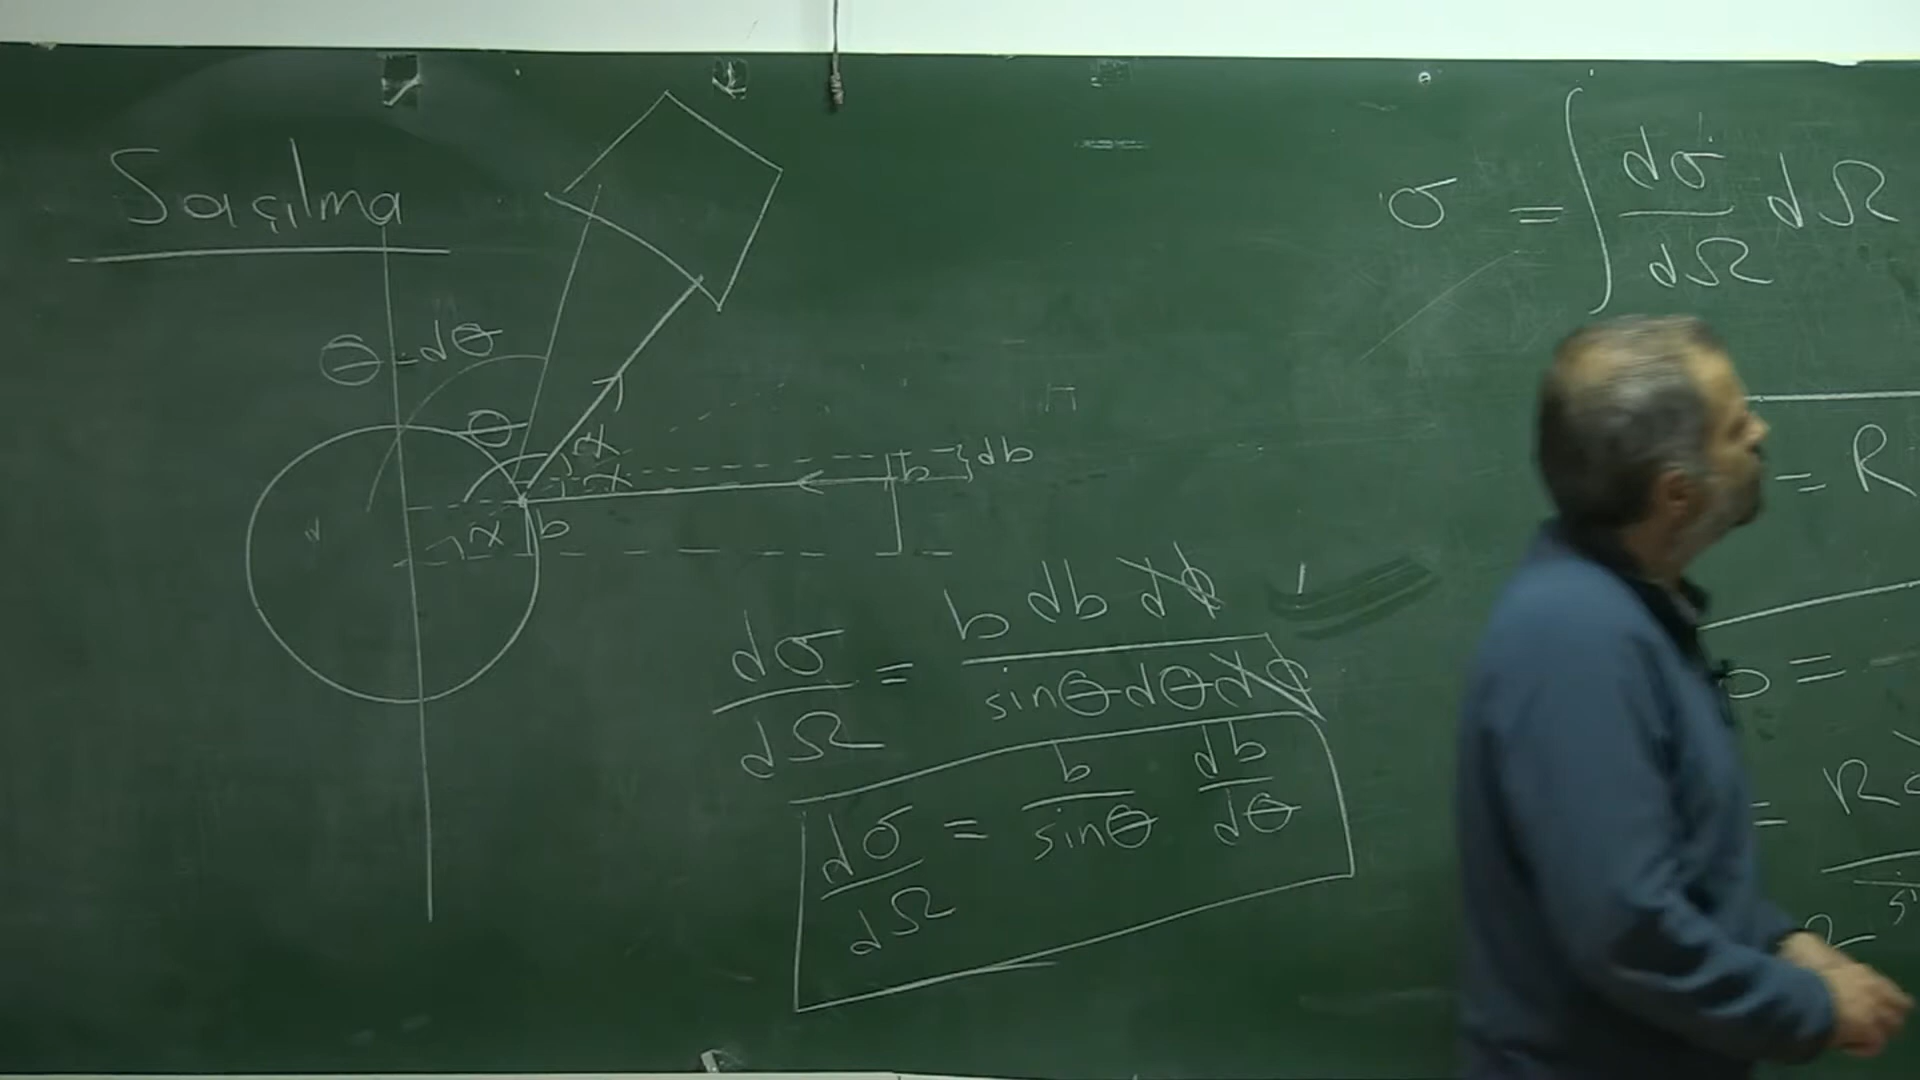 Saçılma
θ - dθ
θ
α
α
α b
b
db
dσ/dΩ = b db dφ / sinθ dθ dφ
dσ/dΩ = b/sinθ db/dθ
σ = ∫ dσ/dΩ dΩ
= R
b =
= R